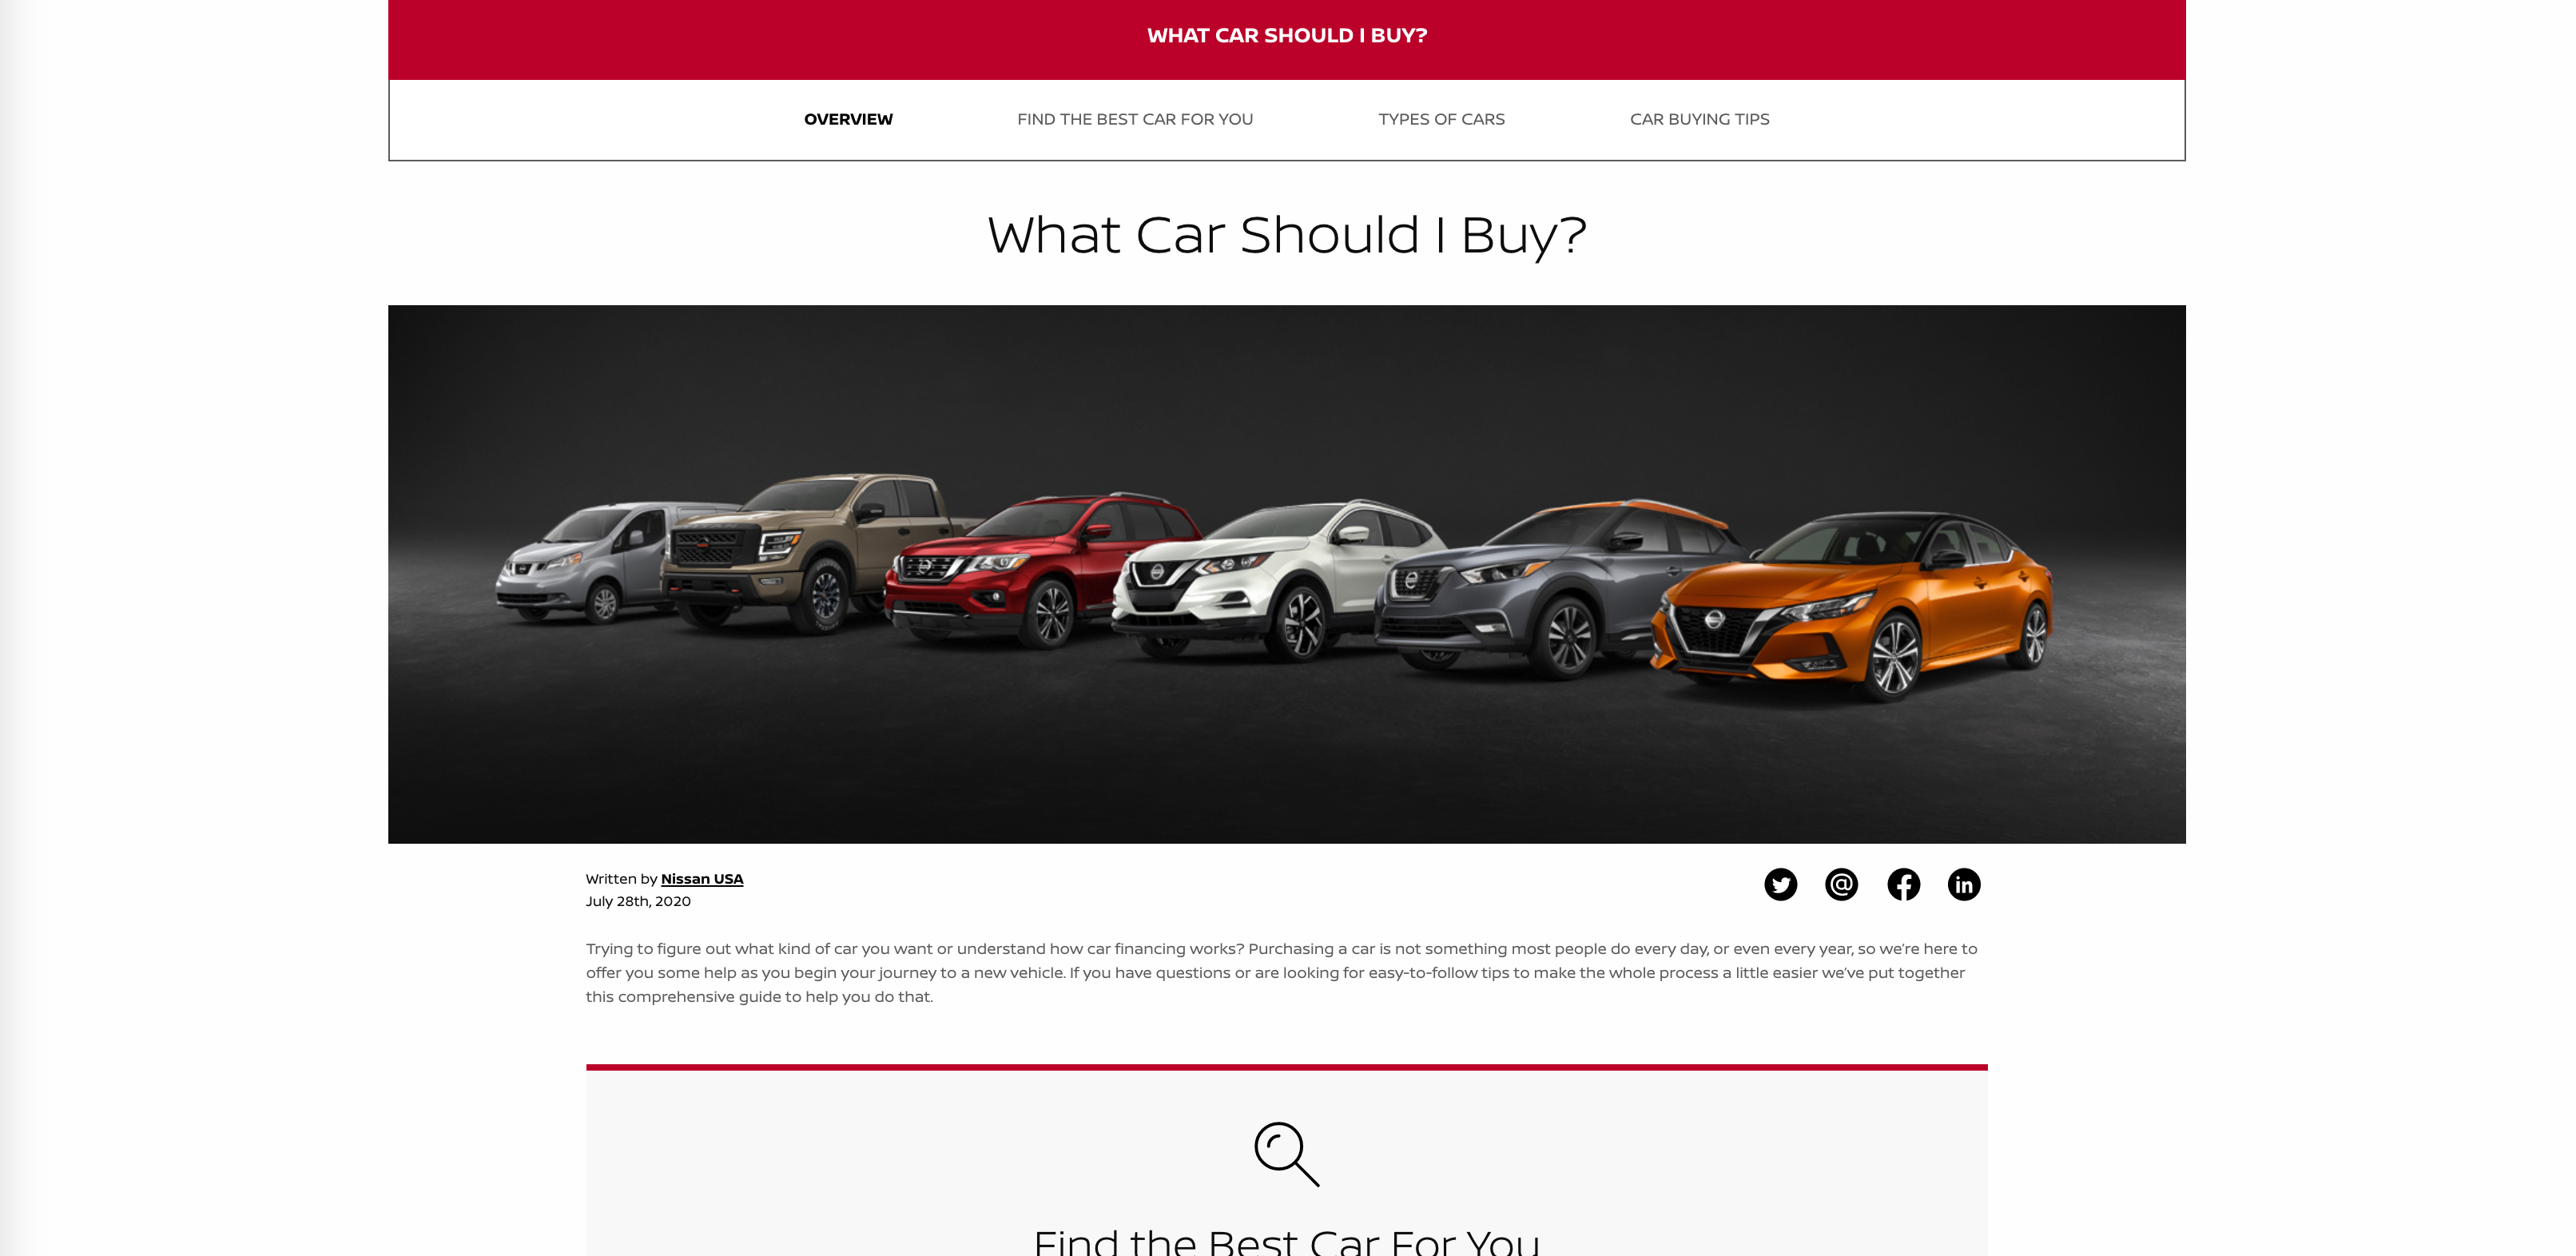 WHAT CAR SHOULD I BUY?
OVERVIEW
FIND THE BEST CAR FOR YOU
TYPES OF CARS
CAR BUYING TIPS
What Car Should I Buy?
Written by Nissan USA
July 28th, 2020
Trying to figure out what kind of car you want or understand how car financing works? Purchasing a car is not something most people do every day, or even every year, so we’re here to
offer you some help as you begin your journey to a new vehicle. If you have questions or are looking for easy-to-follow tips to make the whole process a little easier we’ve put together
this comprehensive guide to help you do that.
Find the Best Car For You